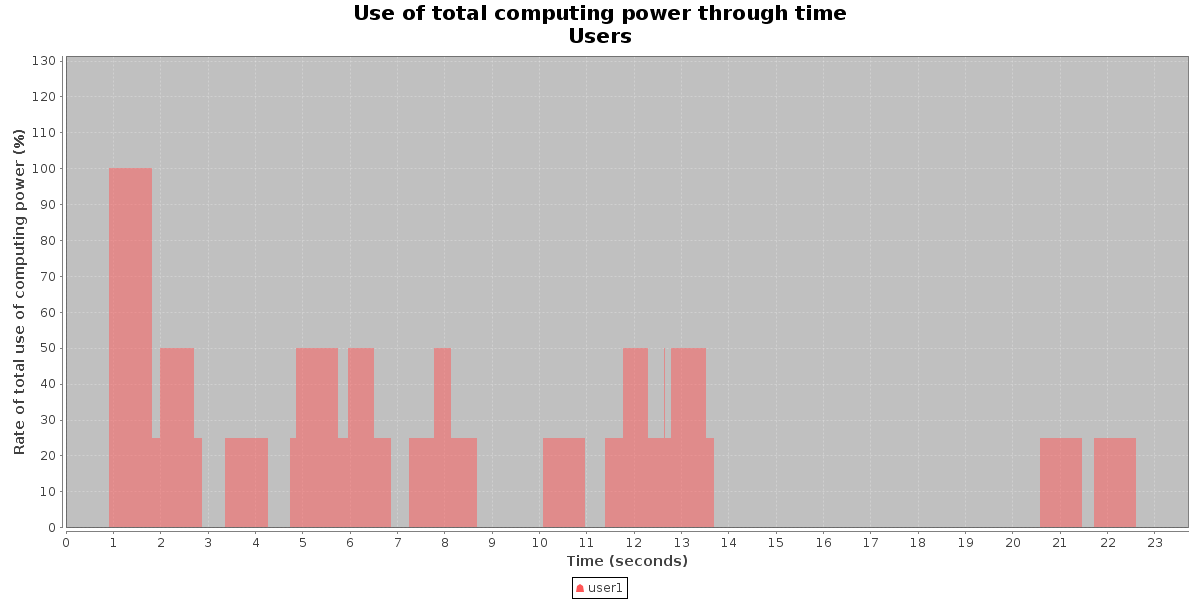 Use of total computing power through time
Users
Rate of total use of computing power (%)
130
120
110
100
90
80
70
60
50
40
30
20
10
0
0 1 2 3 4 5 6 7 8 9 10 11 12 13 14 15 16 17 18 19 20 21 22 23
Time (seconds)
user1